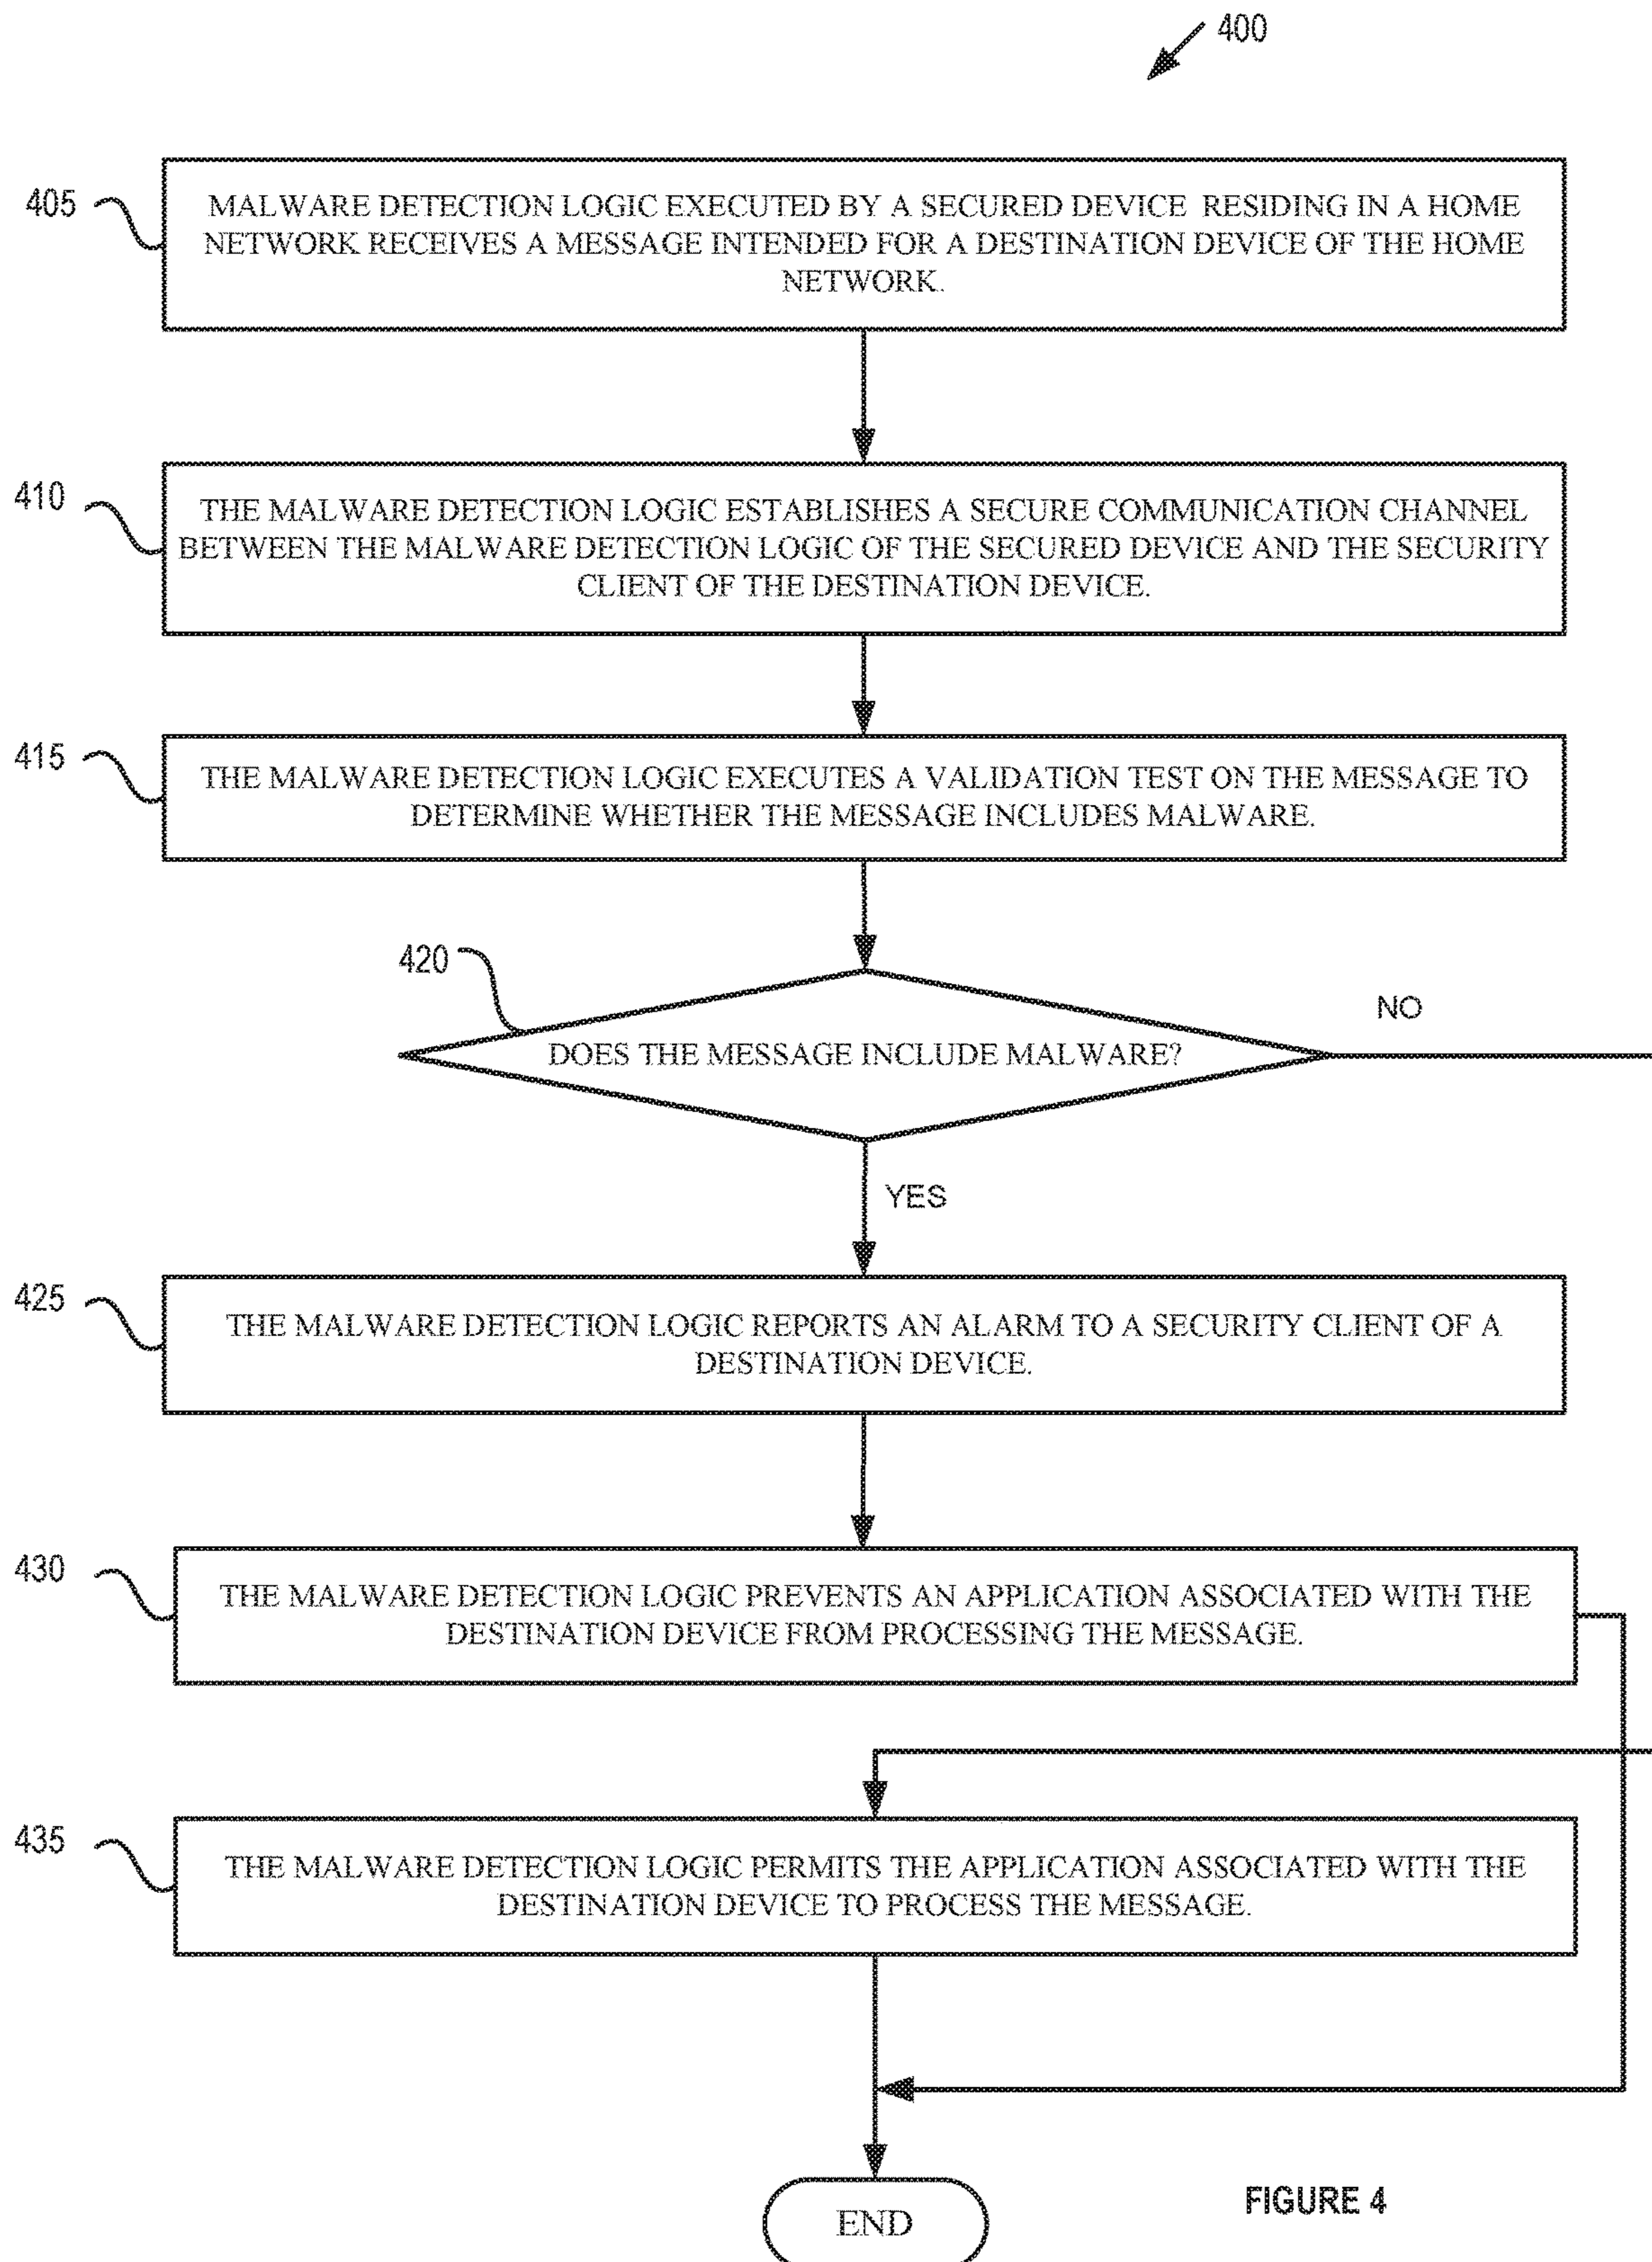 400
405
MALWARE DETECTION LOGIC EXECUTED BY A SECURED DEVICE RESIDING IN A HOME
NETWORK RECEIVES A MESSAGE INTENDED FOR A DESTINATION DEVICE OF THE HOME
NETWORK.
410
THE MALWARE DETECTION LOGIC ESTABLISHES A SECURE COMMUNICATION CHANNEL
BETWEEN THE MALWARE DETECTION LOGIC OF THE SECURED DEVICE AND THE SECURITY
CLIENT OF THE DESTINATION DEVICE.
415
THE MALWARE DETECTION LOGIC EXECUTES A VALIDATION TEST ON THE MESSAGE TO
DETERMINE WHETHER THE MESSAGE INCLUDES MALWARE.
420
NO
DOES THE MESSAGE INCLUDE MALWARE?
YES
425
THE MALWARE DETECTION LOGIC REPORTS AN ALARM TO A SECURITY CLIENT OF A
DESTINATION DEVICE.
430
THE MALWARE DETECTION LOGIC PREVENTS AN APPLICATION ASSOCIATED WITH THE
DESTINATION DEVICE FROM PROCESSING THE MESSAGE.
435
THE MALWARE DETECTION LOGIC PERMITS THE APPLICATION ASSOCIATED WITH THE
DESTINATION DEVICE TO PROCESS THE MESSAGE.
END
FIGURE 4